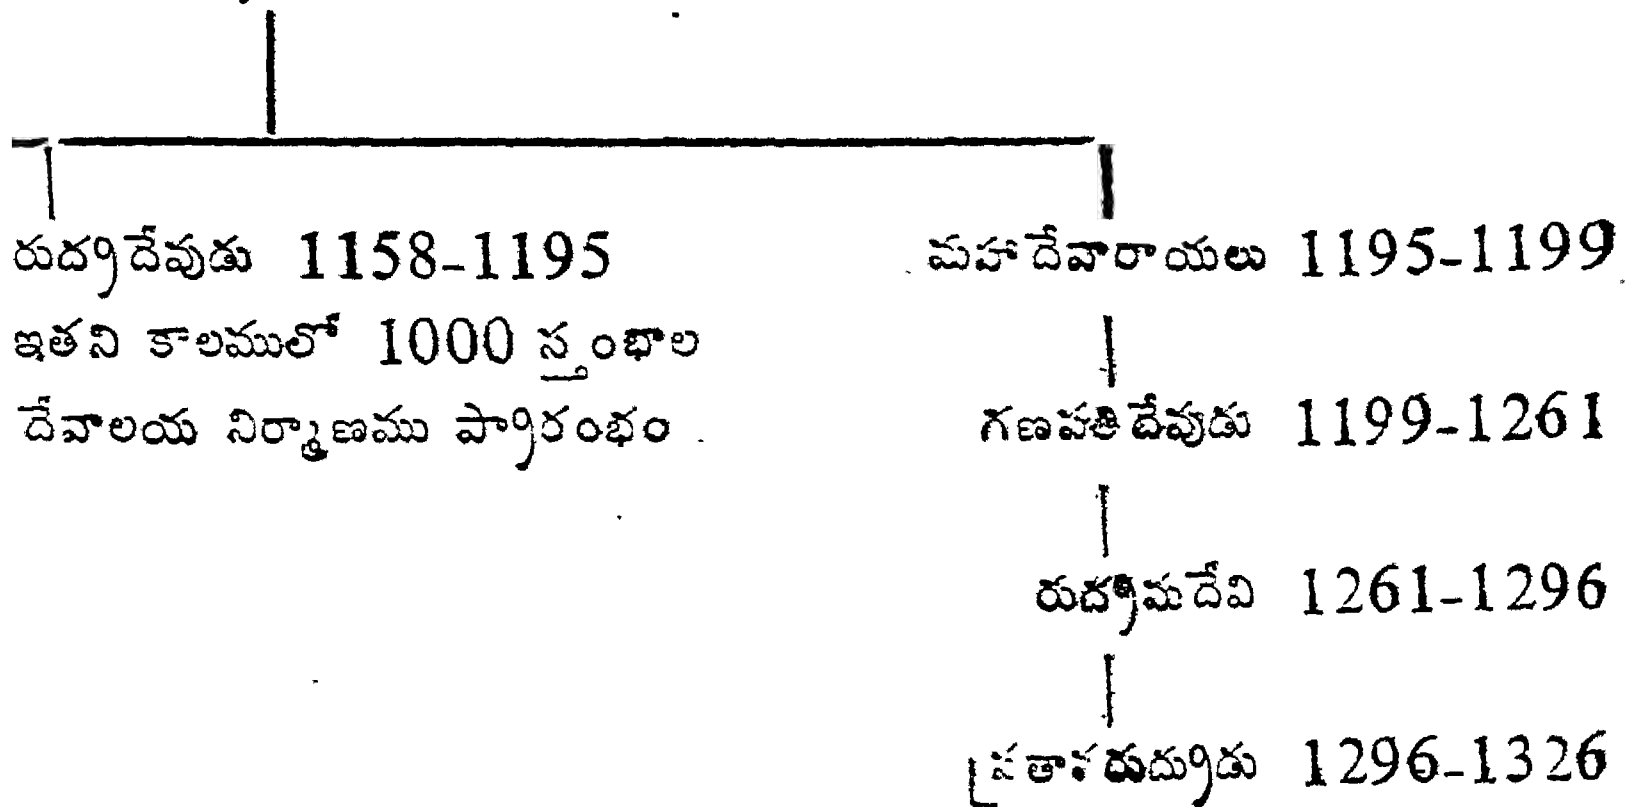 రుద్రదేవుడు 1158-1195
ఇతని కాలములో 1000 స్తంభాల
దేవాలయ నిర్మాణము ప్రారంభం.
మహాదేవారాయలు 1195-1199
గణపతిదేవుడు 1199-1261
రుద్రమదేవి 1261-1296
ప్రతాపరుద్రుడు 1296-1326